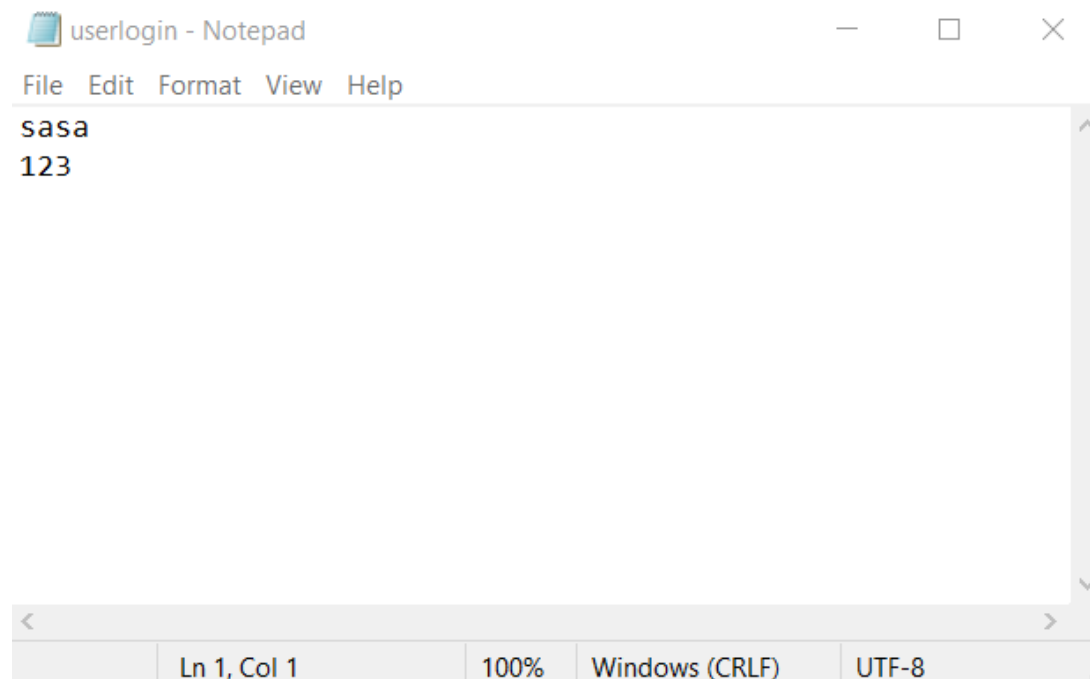 userlogin - Notepad
File Edit Format View Help
sasa
123
Ln 1, Col 1 100% Windows (CRLF) UTF-8